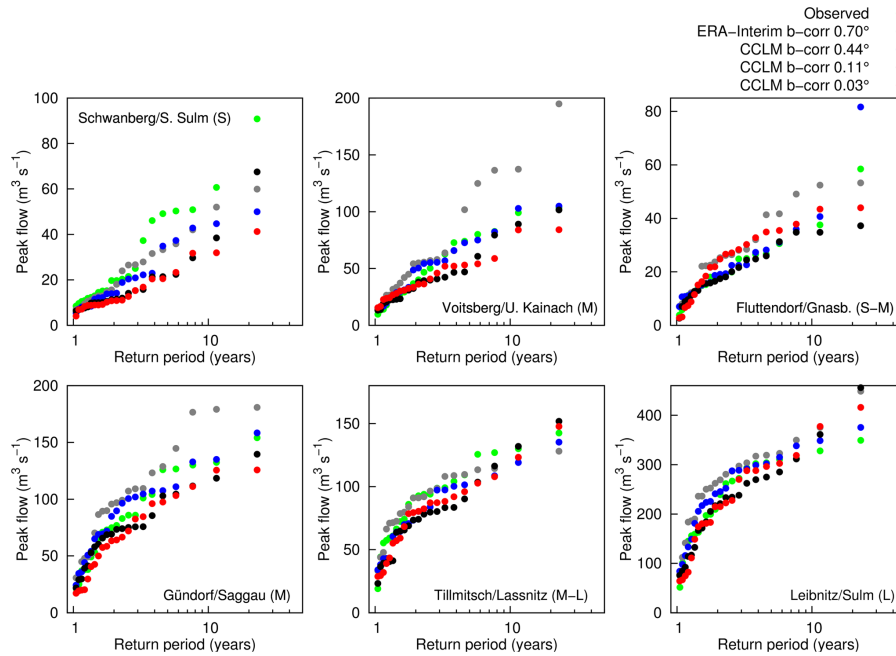 Observed
ERA−Interim b−corr 0.70°
CCLM b−corr 0.44°
CCLM b−corr 0.11°
CCLM b−corr 0.03°
100
80
60
40
20
0
Peak flow (m³ s⁻¹)
Schwanberg/S. Sulm (S)
1
10
Return period (years)
200
150
100
50
0
Peak flow (m³ s⁻¹)
Voitsberg/U. Kainach (M)
1
10
Return period (years)
80
60
40
20
0
Peak flow (m³ s⁻¹)
Fluttendorf/Gnasb. (S−M)
1
10
Return period (years)
200
150
100
50
0
Peak flow (m³ s⁻¹)
Gündorf/Saggau (M)
1
10
Return period (years)
150
100
50
0
Peak flow (m³ s⁻¹)
Tillmitsch/Lassnitz (M−L)
1
10
Return period (years)
400
300
200
100
0
Peak flow (m³ s⁻¹)
Leibnitz/Sulm (L)
1
10
Return period (years)